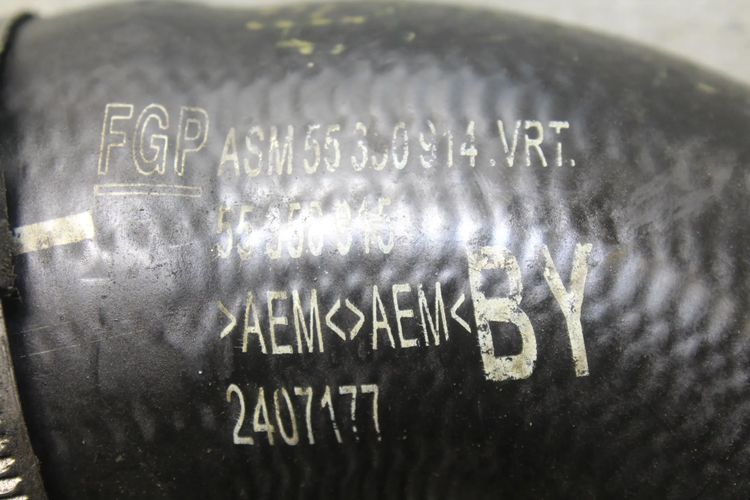 FGP ASM 55 350 914 .VRT.
55 350 915
>AEM<>AEM<
BY
2407177